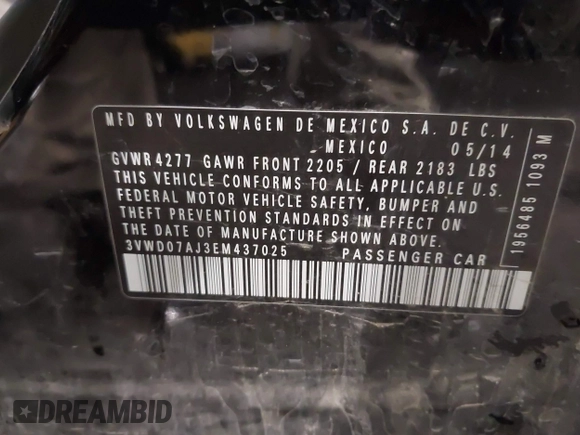 MFD BY VOLKSWAGEN DE MEXICO S.A. DE C.V.
MEXICO 05/14
GVWR 4277 GAWR FRONT 2205 / REAR 2183 LBS
THIS VEHICLE CONFORMS TO ALL APPLICABLE U.S.
FEDERAL MOTOR VEHICLE SAFETY, BUMPER AND
THEFT PREVENTION STANDARDS IN EFFECT ON
THE DATE OF MANUFACTURE SHOWN ABOVE.
3VWD07AJ3EM437025 PASSENGER CAR
1956485 1093 M
DREAMBID